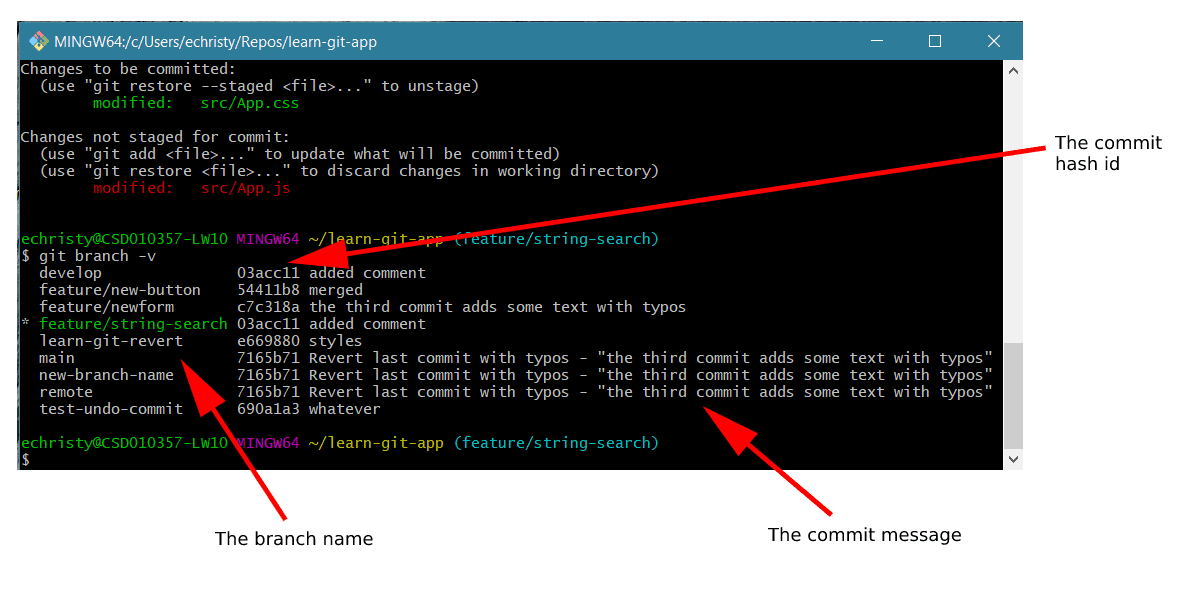 MINGW64:/c/Users/echristy/Repos/learn-git-app
Changes to be committed:
  (use "git restore --staged <file>..." to unstage)
        modified:   src/App.css

Changes not staged for commit:
  (use "git add <file>..." to update what will be committed)
  (use "git restore <file>..." to discard changes in working directory)
        modified:   src/App.js

echristy@CSD010357-LW10 MINGW64 ~/learn-git-app (feature/string-search)
$ git branch -v
  develop               03acc11 added comment
  feature/new-button    54411b8 merged
  feature/newform       c7c318a the third commit adds some text with typos
* feature/string-search 03acc11 added comment
  learn-git-revert      e669880 styles
  main                  7165b71 Revert last commit with typos - "the third commit adds some text with typos"
  new-branch-name       7165b71 Revert last commit with typos - "the third commit adds some text with typos"
  remote                7165b71 Revert last commit with typos - "the third commit adds some text with typos"
  test-undo-commit      690a1a3 whatever

echristy@CSD010357-LW10 MINGW64 ~/learn-git-app (feature/string-search)
$
The commit
hash id
The branch name
The commit message